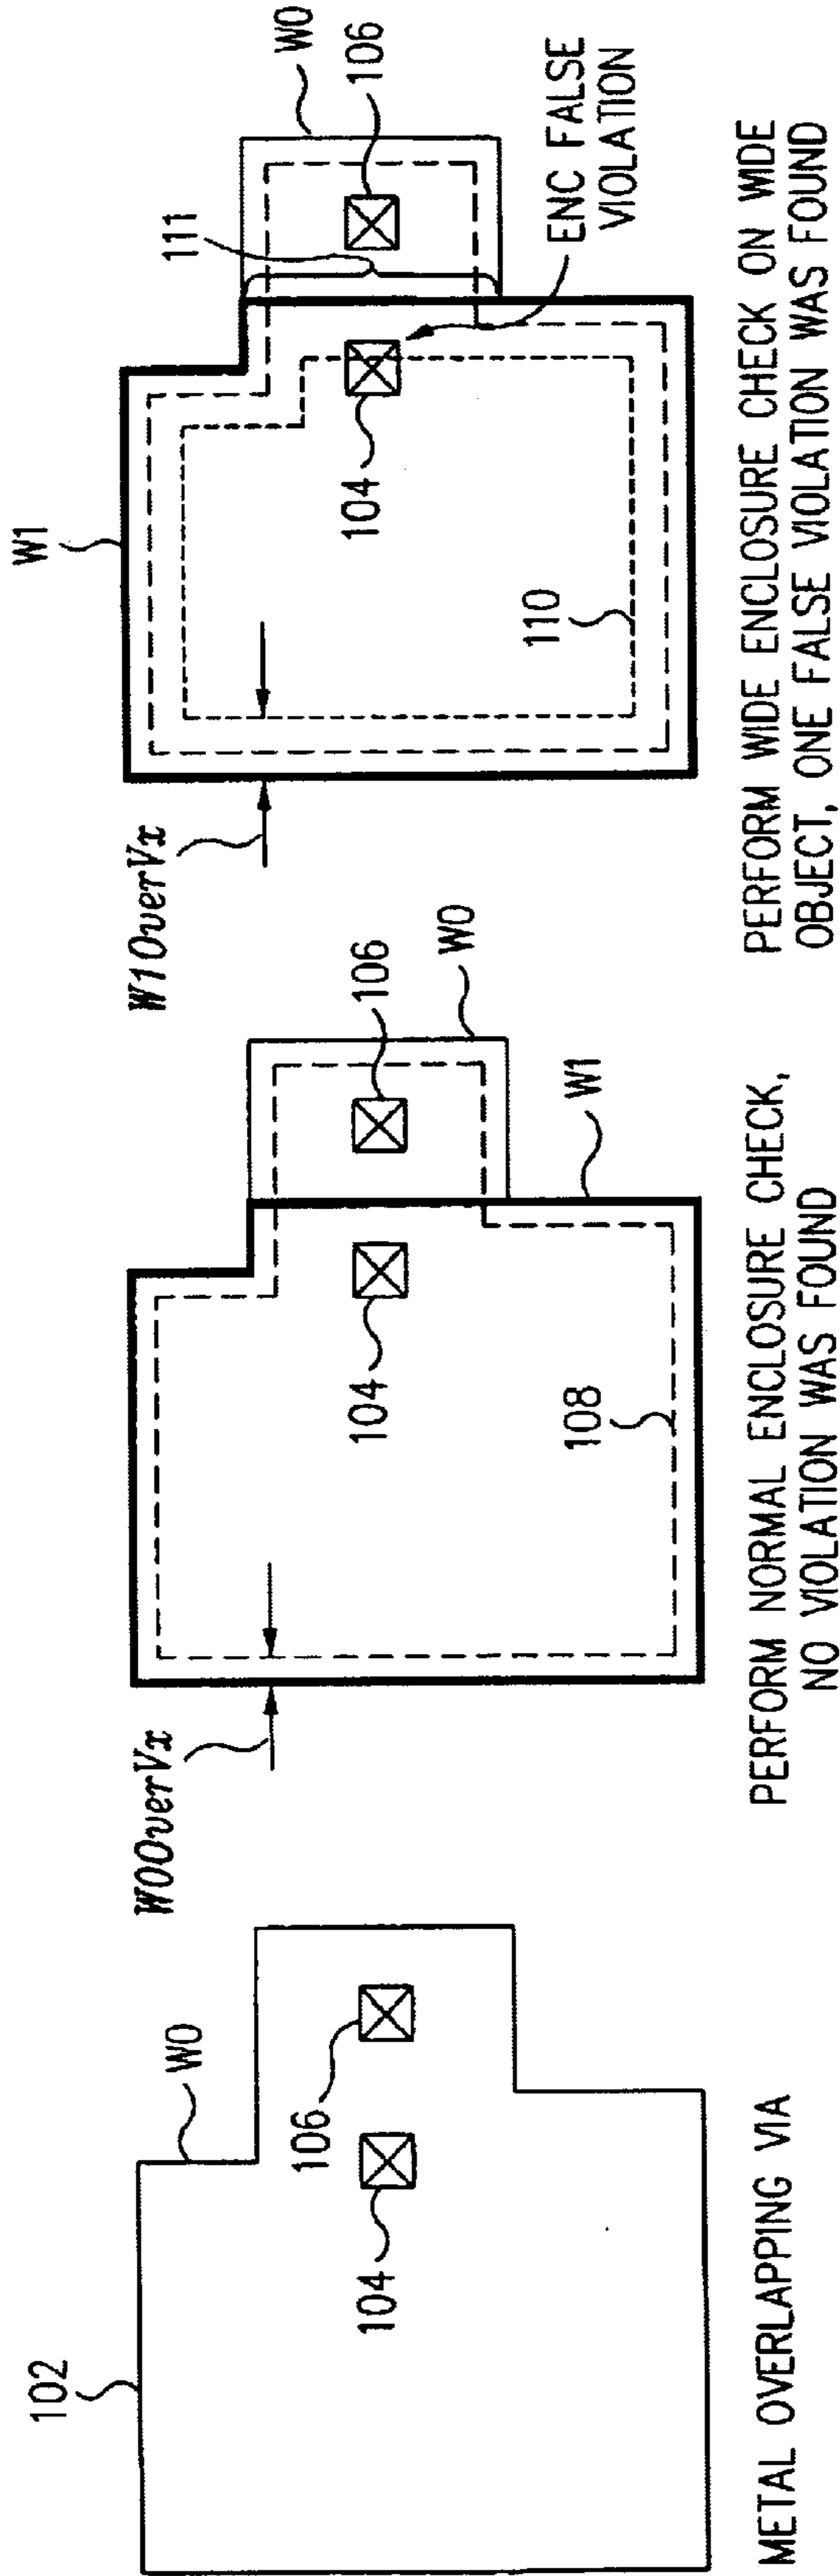 102
W0
106
104
METAL OVERLAPPING VIA
W0OverVx
106
W0
104
108
W1
PERFORM NORMAL ENCLOSURE CHECK,
NO VIOLATION WAS FOUND
W1OverVx
W1
111
W0
106
104
ENC FALSE
VIOLATION
110
PERFORM WIDE ENCLOSURE CHECK ON WIDE
OBJECT, ONE FALSE VIOLATION WAS FOUND